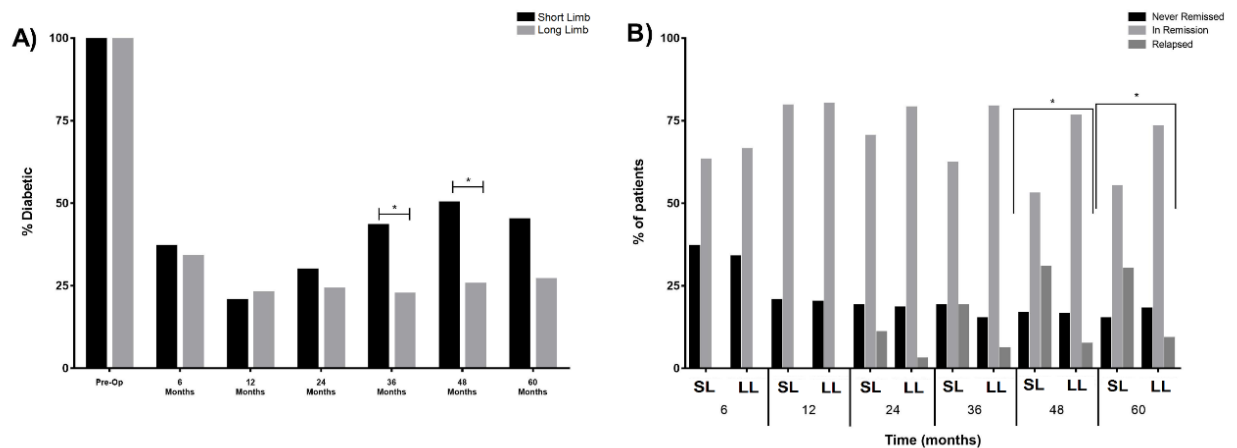 A)
Short Limb
Long Limb
% Diabetic
100
75
50
25
0
*
*
Pre-Op
6
Months
12
Months
24
Months
36
Months
48
Months
60
Months
B)
Never Remissed
In Remission
Relapsed
% of patients
100
75
50
25
0
*
*
SL LL SL LL SL LL SL LL SL LL SL LL
6 12 24 36 48 60
Time (months)